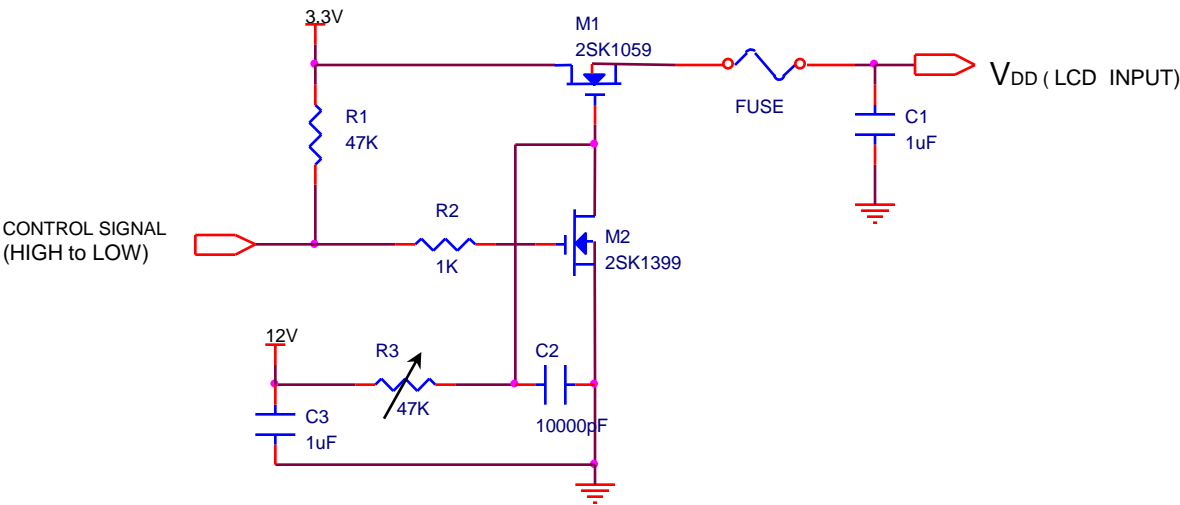 3.3V
M1
2SK1059
VDD ( LCD INPUT)
FUSE
R1
47K
C1
1uF
CONTROL SIGNAL
(HIGH to LOW)
R2
1K
M2
2SK1399
12V
R3
47K
C2
10000pF
C3
1uF